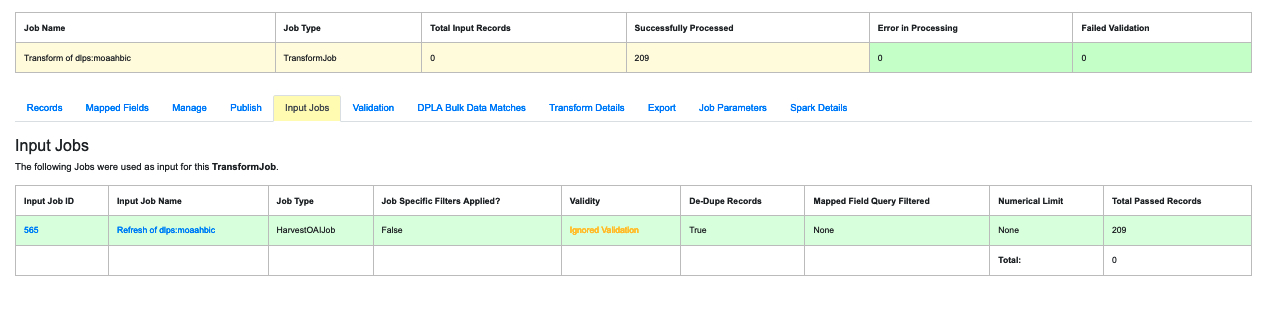 Job Name Job Type Total Input Records Successfully Processed Error in Processing Failed Validation
Transform of dlps:moaahbic TransformJob 0 209 0 0
Records Mapped Fields Manage Publish Input Jobs Validation DPLA Bulk Data Matches Transform Details Export Job Parameters Spark Details
Input Jobs
The following Jobs were used as input for this TransformJob.
Input Job ID Input Job Name Job Type Job Specific Filters Applied? Validity De-Dupe Records Mapped Field Query Filtered Numerical Limit Total Passed Records
565 Refresh of dlps:moaahbic HarvestOAIJob False Ignored Validation True None None 209
Total: 0